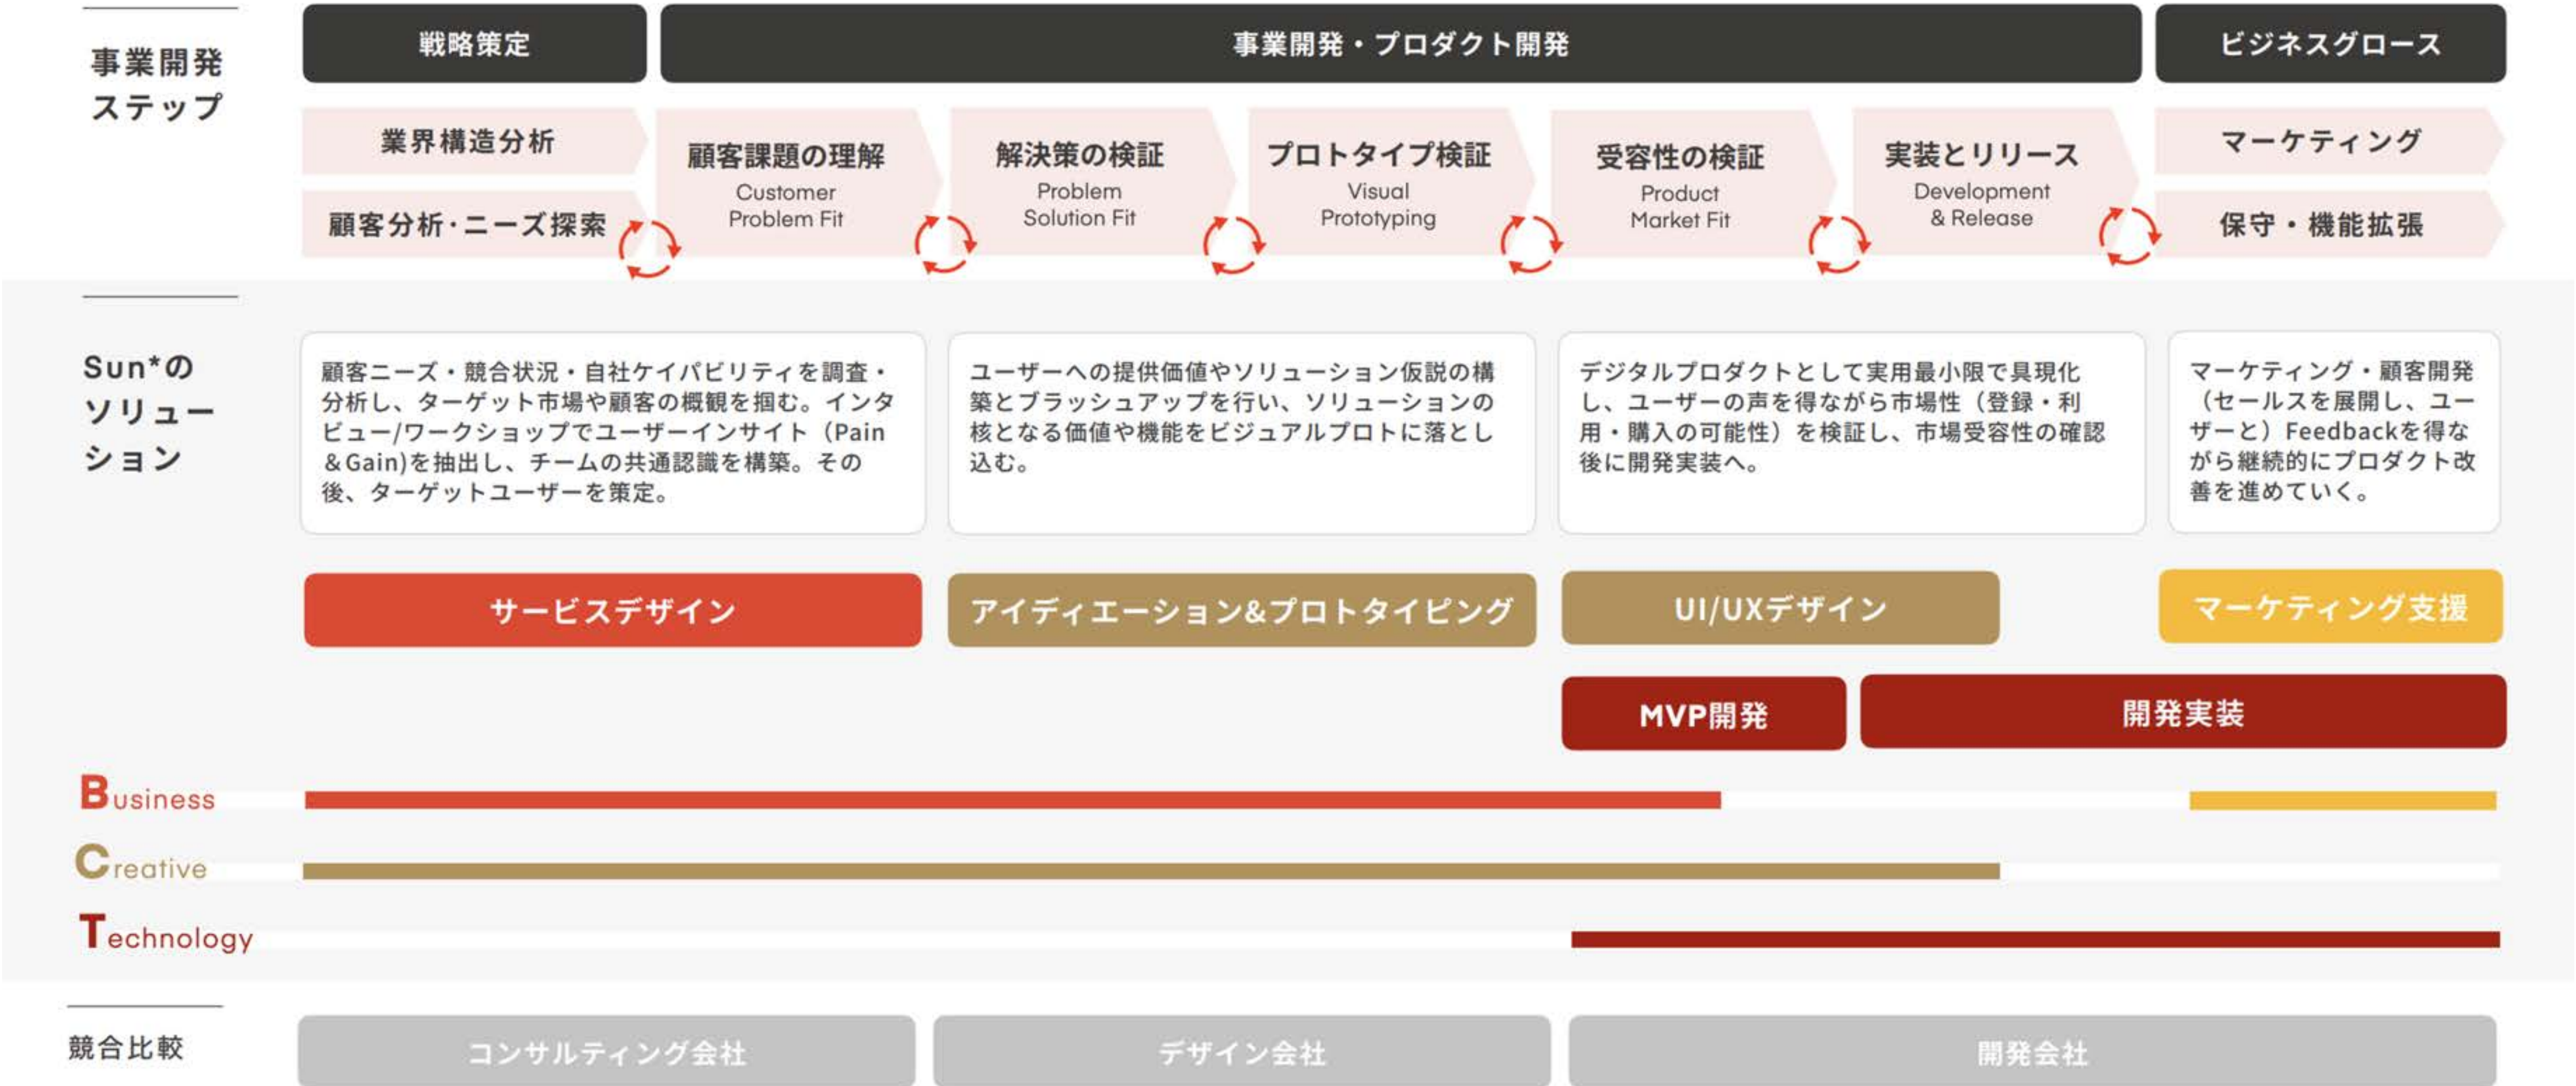 事業開発
ステップ
戦略策定
事業開発・プロダクト開発
ビジネスグロース
業界構造分析
顧客分析・ニーズ探索
顧客課題の理解
Customer
Problem Fit
解決策の検証
Problem
Solution Fit
プロトタイプ検証
Visual
Prototyping
受容性の検証
Product
Market Fit
実装とリリース
Development
& Release
マーケティング
保守・機能拡張
Sun*の
ソリュー
ション
顧客ニーズ・競合状況・自社ケイパビリティを調査・
分析し、ターゲット市場や顧客の概観を掴む。インタ
ビュー/ワークショップでユーザーインサイト（Pain
＆Gain)を抽出し、チームの共通認識を構築。その
後、ターゲットユーザーを策定。
ユーザーへの提供価値やソリューション仮説の構
築とブラッシュアップを行い、ソリューションの
核となる価値や機能をビジュアルプロトに落とし
込む。
デジタルプロダクトとして実用最小限で具現化
し、ユーザーの声を得ながら市場性（登録・利
用・購入の可能性）を検証し、市場受容性の確認
後に開発実装へ。
マーケティング・顧客開発
（セールスを展開し、ユー
ザーと）Feedbackを得な
がら継続的にプロダクト改
善を進めていく。
サービスデザイン
アイディエーション&プロトタイピング
UI/UXデザイン
マーケティング支援
MVP開発
開発実装
Business
Creative
Technology
競合比較
コンサルティング会社
デザイン会社
開発会社